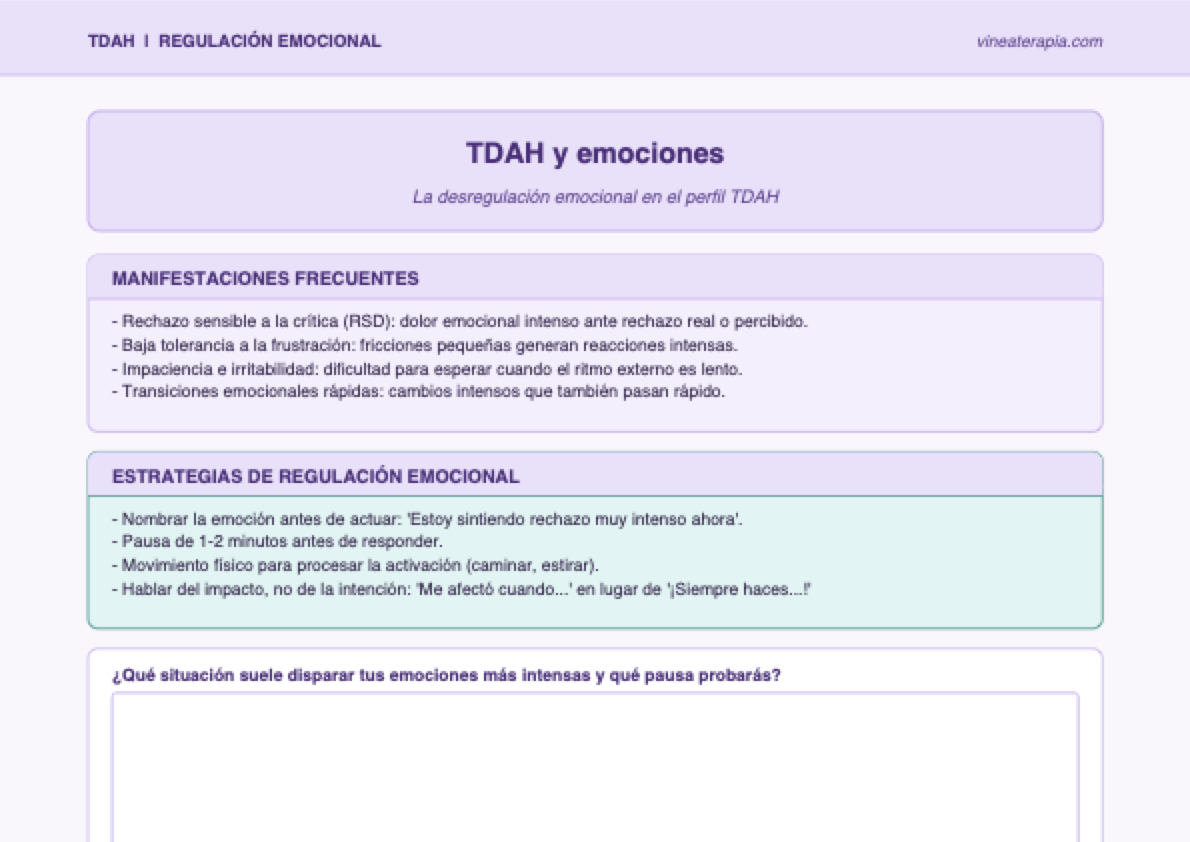 TDAH | REGULACIÓN EMOCIONAL
vineaterapia.com
TDAH y emociones
La desregulación emocional en el perfil TDAH
MANIFESTACIONES FRECUENTES
- Rechazo sensible a la crítica (RSD): dolor emocional intenso ante rechazo real o percibido.
- Baja tolerancia a la frustración: fricciones pequeñas generan reacciones intensas.
- Impaciencia e irritabilidad: dificultad para esperar cuando el ritmo externo es lento.
- Transiciones emocionales rápidas: cambios intensos que también pasan rápido.
ESTRATEGIAS DE REGULACIÓN EMOCIONAL
- Nombrar la emoción antes de actuar: 'Estoy sintiendo rechazo muy intenso ahora'.
- Pausa de 1-2 minutos antes de responder.
- Movimiento físico para procesar la activación (caminar, estirar).
- Hablar del impacto, no de la intención: 'Me afectó cuando...' en lugar de '¡Siempre haces...!'
¿Qué situación suele disparar tus emociones más intensas y qué pausa probarás?